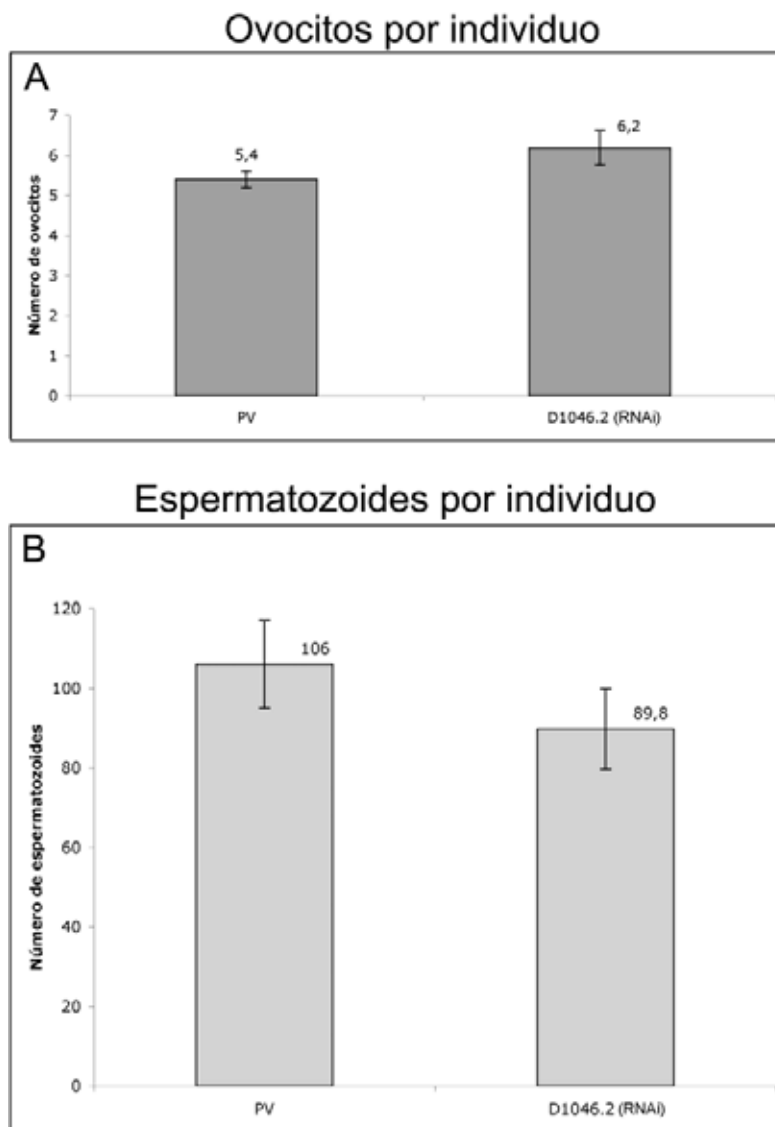 Ovocitos por individuo
A
Número de ovocitos
7
6
5
4
3
2
1
0
5,4
6,2
PV
D1046.2 (RNAi)
Espermatozoides por individuo
B
Número de espermatozoides
120
100
80
60
40
20
0
106
89,8
PV
D1046.2 (RNAi)